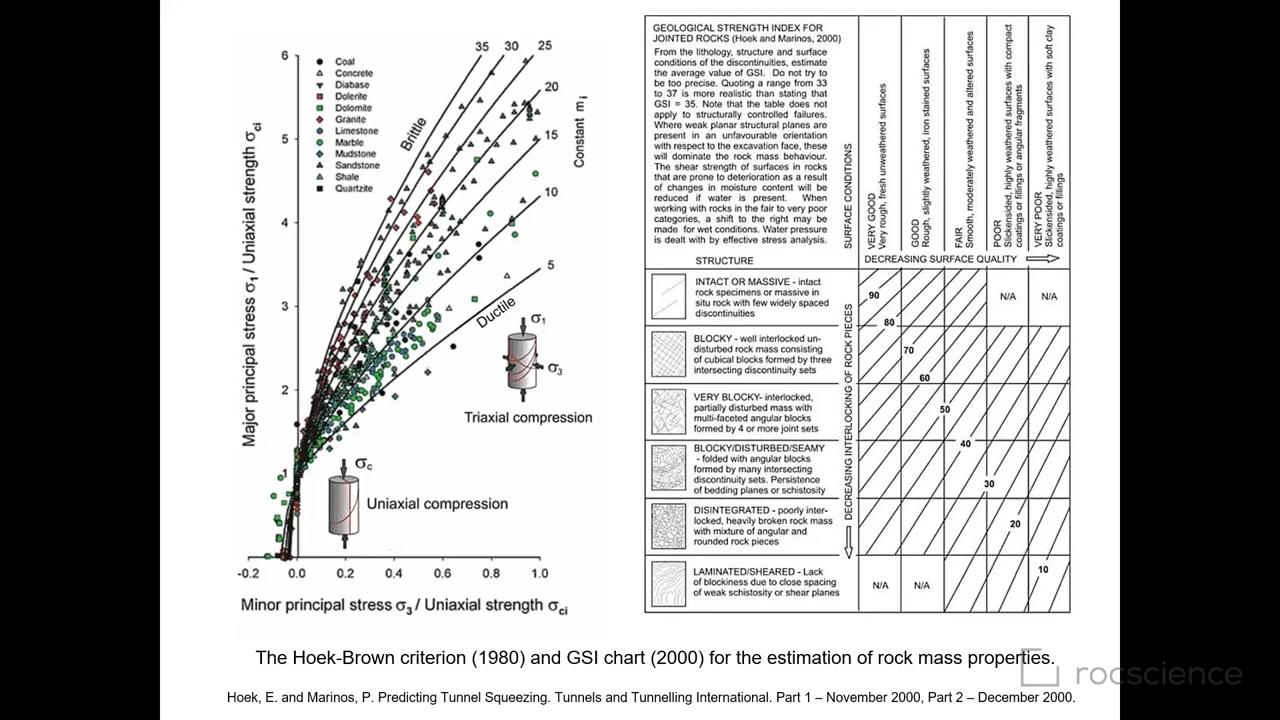 35
30
25
6
Coal
Concrete
Diabase
Dolerite
Dolomite
Granite
Limestone
Marble
Mudstone
Sandstone
Shale
Quartzite
Brittle
20
15
10
5
Constant mi
5
4
3
2
1
Major principal stress σ1 / Uniaxial strength σci
Ductile
σ1
σ3
Triaxial compression
σc
Uniaxial compression
-0.2 0.0 0.2 0.4 0.6 0.8 1.0
Minor principal stress σ3 / Uniaxial strength σci
GEOLOGICAL STRENGTH INDEX FOR
JOINTED ROCKS (Hoek and Marinos, 2000)
From the lithology, structure and surface
conditions of the discontinuities, estimate
the average value of GSI. Do not try to
be too precise. Quoting a range from 33
to 37 is more realistic than stating that
GSI = 35. Note that the table does not
apply to structurally controlled failures.
Where weak planar structural planes are
present in an unfavourable orientation
with respect to the excavation face, these
will dominate the rock mass behaviour.
The shear strength of surfaces in rocks
that are prone to deterioration as a result
of changes in moisture content will be
reduced if water is present. When
working with rocks in the fair to very poor
categories, a shift to the right may be
made for wet conditions. Water pressure
is dealt with by effective stress analysis.
STRUCTURE
SURFACE CONDITIONS
VERY GOOD
Very rough, fresh unweathered surfaces
GOOD
Rough, slightly weathered, iron stained surfaces
FAIR
Smooth, moderately weathered and altered surfaces
POOR
Slickensided, highly weathered surfaces with compact
coatings or fillings or angular fragments
VERY POOR
Slickensided, highly weathered surfaces with soft clay
coatings or fillings
DECREASING SURFACE QUALITY
DECREASING INTERLOCKING OF ROCK PIECES
INTACT OR MASSIVE - intact
rock specimens or massive in
situ rock with few widely spaced
discontinuities
90
N/A
N/A
80
BLOCKY - well interlocked un-
disturbed rock mass consisting
of cubical blocks formed by three
intersecting discontinuity sets
70
60
VERY BLOCKY- interlocked,
partially disturbed mass with
multi-faceted angular blocks
formed by 4 or more joint sets
50
40
BLOCKY/DISTURBED/SEAMY
- folded with angular blocks
formed by many intersecting
discontinuity sets. Persistence
of bedding planes or schistosity
30
DISINTEGRATED - poorly inter-
locked, heavily broken rock mass
with mixture of angular and
rounded rock pieces
20
LAMINATED/SHEARED - Lack
of blockiness due to close spacing
of weak schistosity or shear planes
N/A
N/A
10
The Hoek-Brown criterion (1980) and GSI chart (2000) for the estimation of rock mass properties.
rocscience
Hoek, E. and Marinos, P. Predicting Tunnel Squeezing. Tunnels and Tunnelling International. Part 1 – November 2000, Part 2 – December 2000.